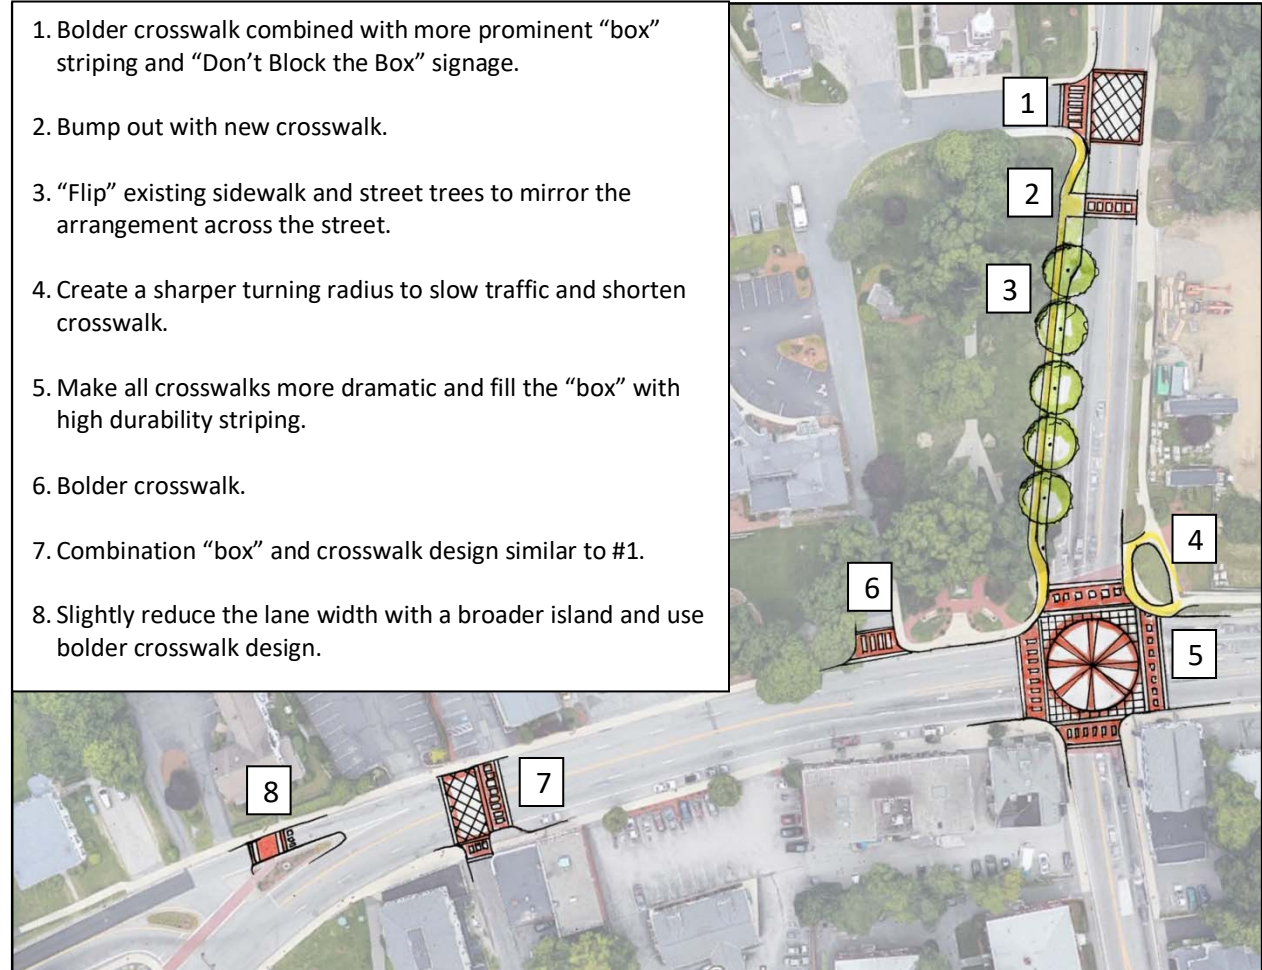 1. Bolder crosswalk combined with more prominent “box”
striping and “Don’t Block the Box” signage.
2. Bump out with new crosswalk.
3. “Flip” existing sidewalk and street trees to mirror the
arrangement across the street.
4. Create a sharper turning radius to slow traffic and shorten
crosswalk.
5. Make all crosswalks more dramatic and fill the “box” with
high durability striping.
6. Bolder crosswalk.
7. Combination “box” and crosswalk design similar to #1.
8. Slightly reduce the lane width with a broader island and use
bolder crosswalk design.
1
2
3
4
6
5
7
8